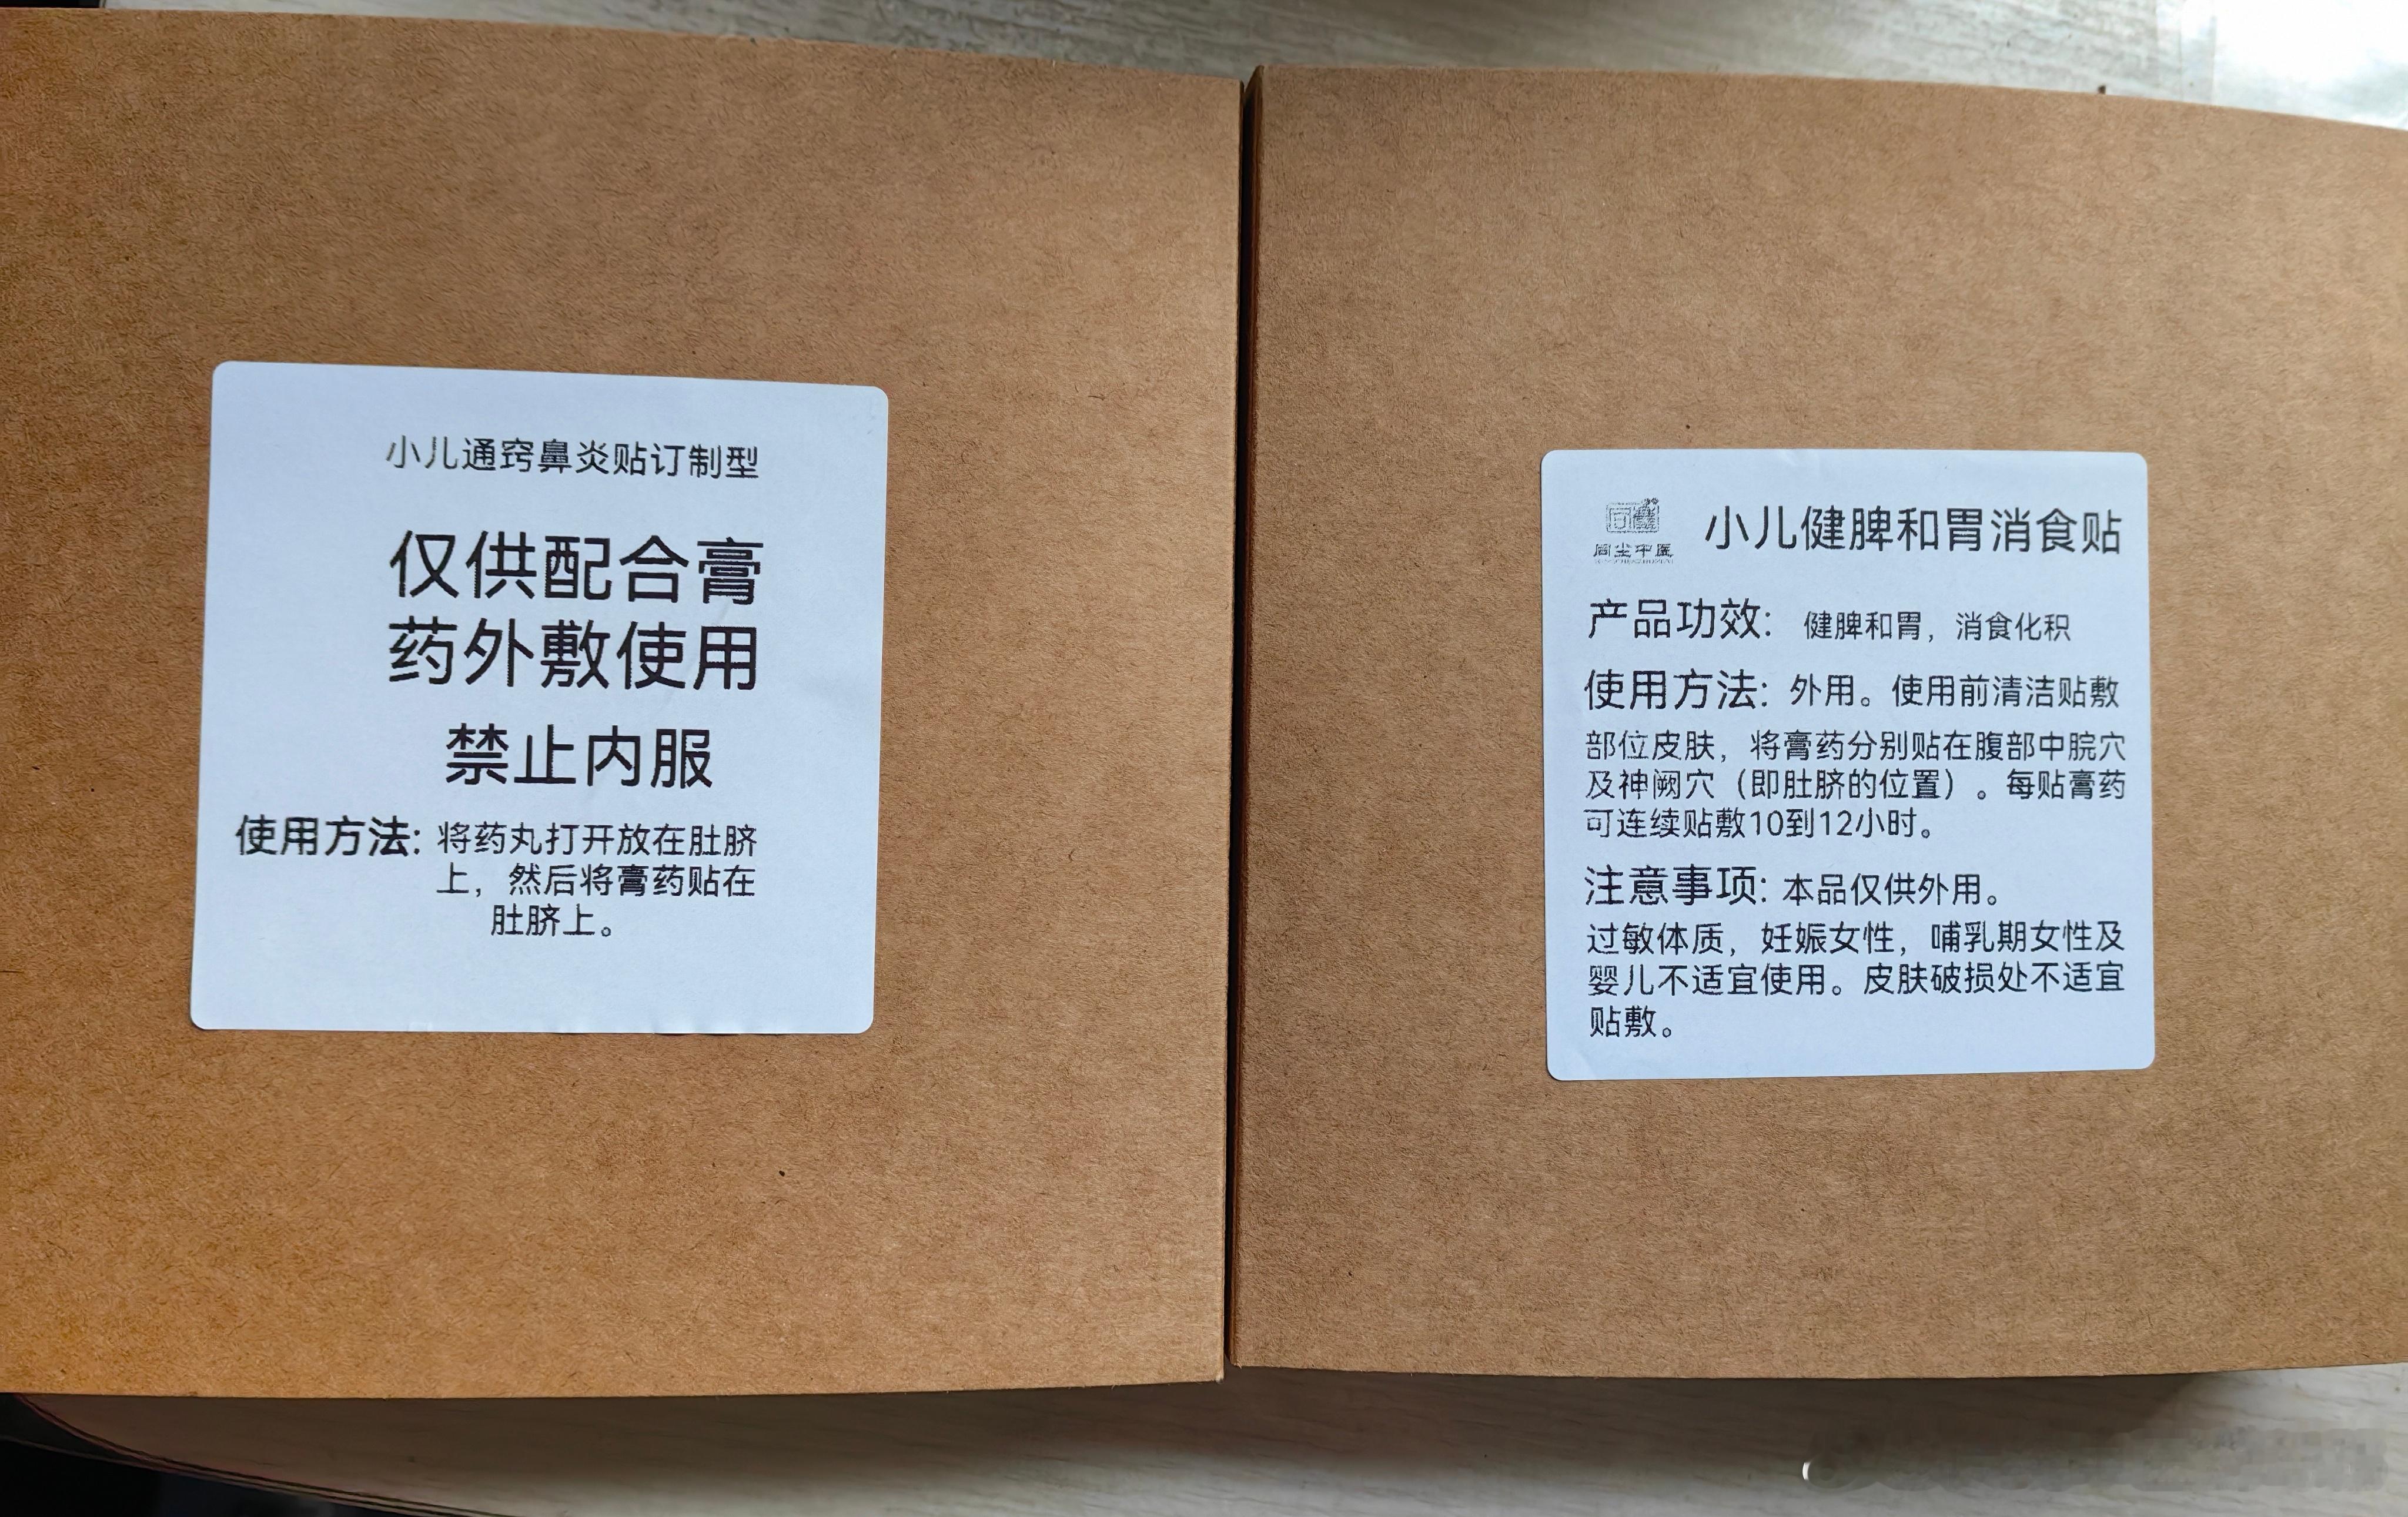 小儿通窍鼻炎贴订制型
仅供配合膏
药外敷使用
禁止内服
使用方法: 将药丸打开放在肚脐
上，然后将膏药贴在
肚脐上。
同尘中医
小儿健脾和胃消食贴
产品功效: 健脾和胃，消食化积
使用方法: 外用。使用前清洁贴敷
部位皮肤，将膏药分别贴在腹部中脘穴
及神阙穴（即肚脐的位置）。每贴膏药
可连续贴敷10到12小时。
注意事项: 本品仅供外用。
过敏体质，妊娠女性，哺乳期女性及
婴儿不适宜使用。皮肤破损处不适宜
贴敷。